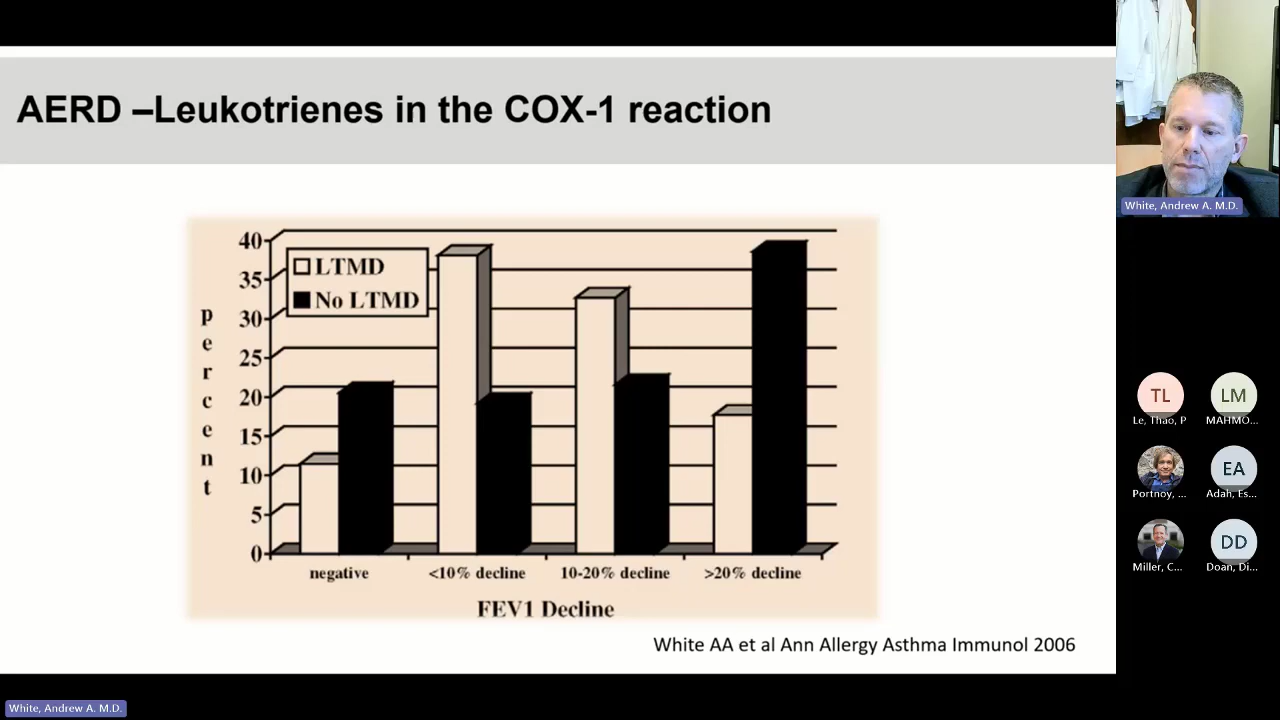 AERD –Leukotrienes in the COX-1 reaction
White, Andrew A. M.D.
40
35
30
25
20
15
10
5
0
percent
LTMD
No LTMD
negative
<10% decline
10-20% decline
>20% decline
FEV1 Decline
White AA et al Ann Allergy Asthma Immunol 2006
TL
Le, Thao, P
LM
MAHMO...
Portnoy, ...
EA
Adah, Es...
Miller, C...
DD
Doan, Di...
White, Andrew A. M.D.